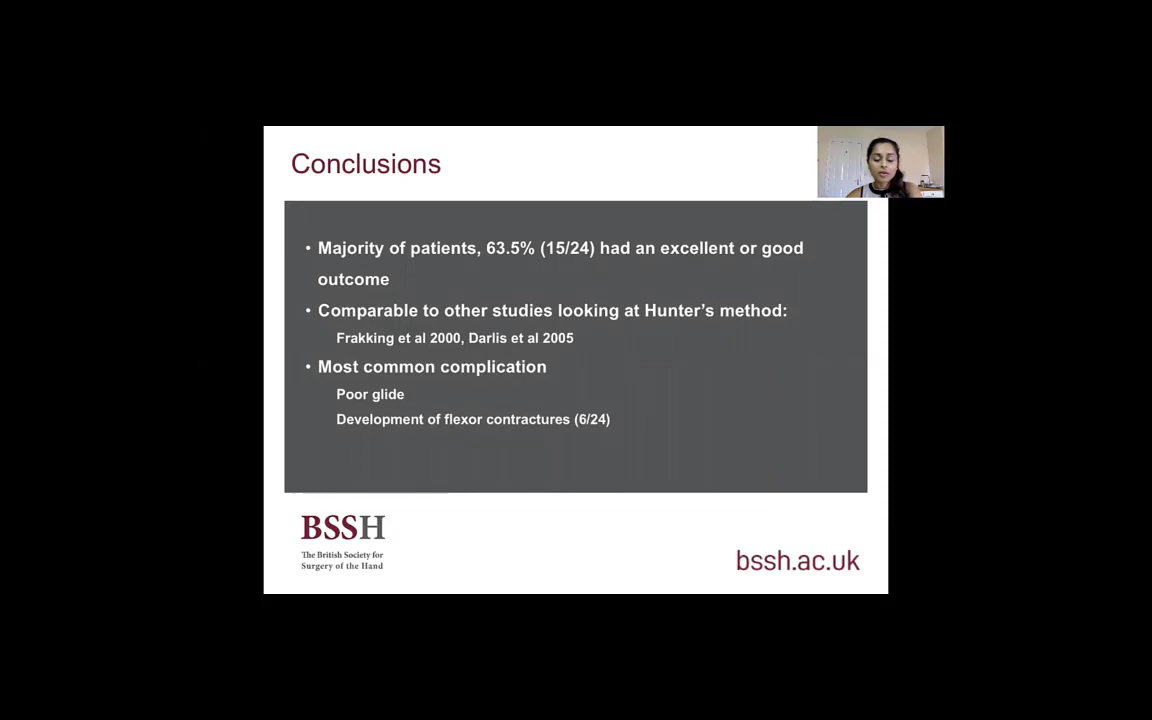 Conclusions
• Majority of patients, 63.5% (15/24) had an excellent or good
outcome
• Comparable to other studies looking at Hunter’s method:
Frakking et al 2000, Darlis et al 2005
• Most common complication
Poor glide
Development of flexor contractures (6/24)
BSSH
The British Society for
Surgery of the Hand
bssh.ac.uk